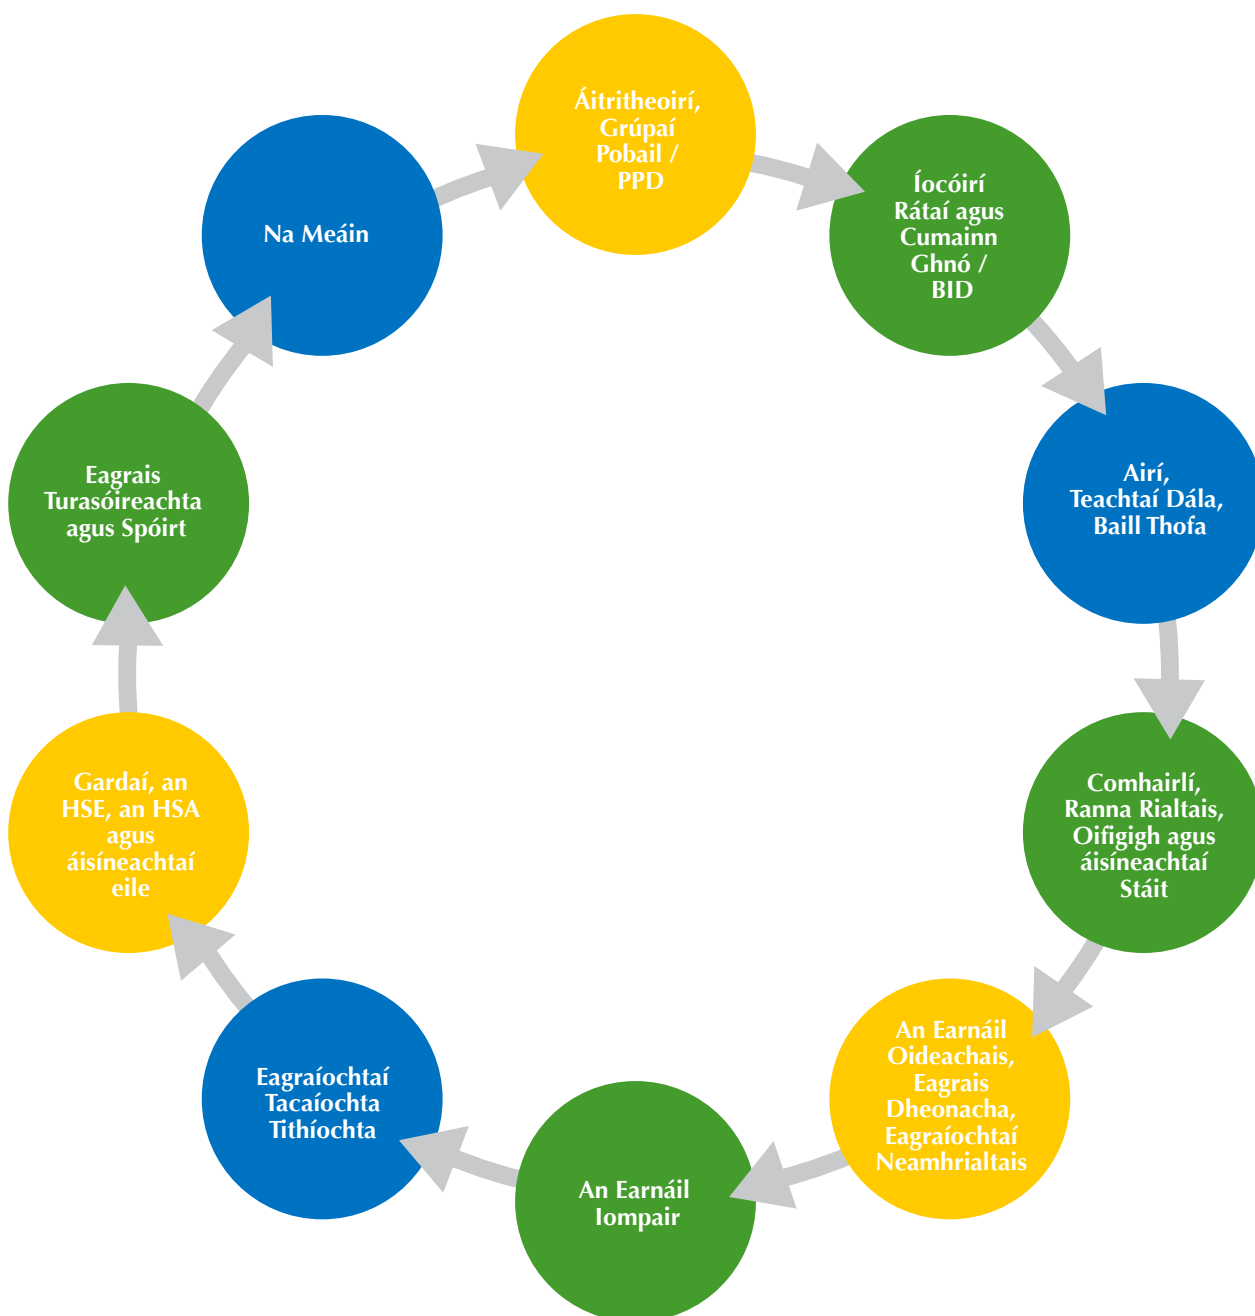 Áitritheoirí,
Grúpaí
Pobail /
PPD
Íocóirí
Rátaí agus
Cumainn
Ghnó /
BID
Airí,
Teachtaí Dála,
Baill Thofa
Comhairlí,
Ranna Rialtais,
Oifigigh agus
áisíneachtaí
Stáit
An Earnáil
Oideachais,
Eagrais
Dheonacha,
Eagraíochtaí
Neamhrialtais
An Earnáil
Iompair
Eagraíochtaí
Tacaíochta
Tithíochta
Gardaí, an
HSE, an HSA
agus
áisíneachtaí
eile
Eagrais
Turasóireachta
agus Spóirt
Na Meáin